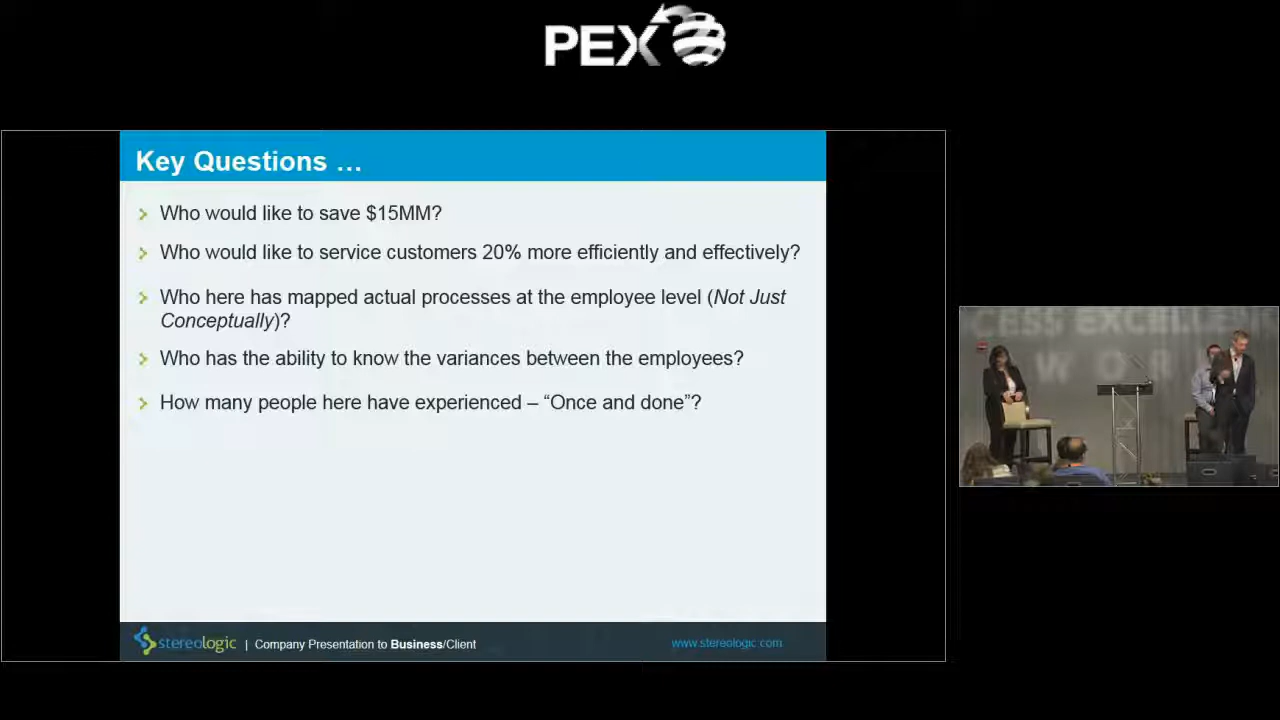 PEX
Key Questions …
Who would like to save $15MM?
Who would like to service customers 20% more efficiently and effectively?
Who here has mapped actual processes at the employee level (Not Just
Conceptually)?
Who has the ability to know the variances between the employees?
How many people here have experienced – “Once and done”?
CESS EXCELLEN
WOR
stereologic | Company Presentation to Business/Client
www.stereologic.com